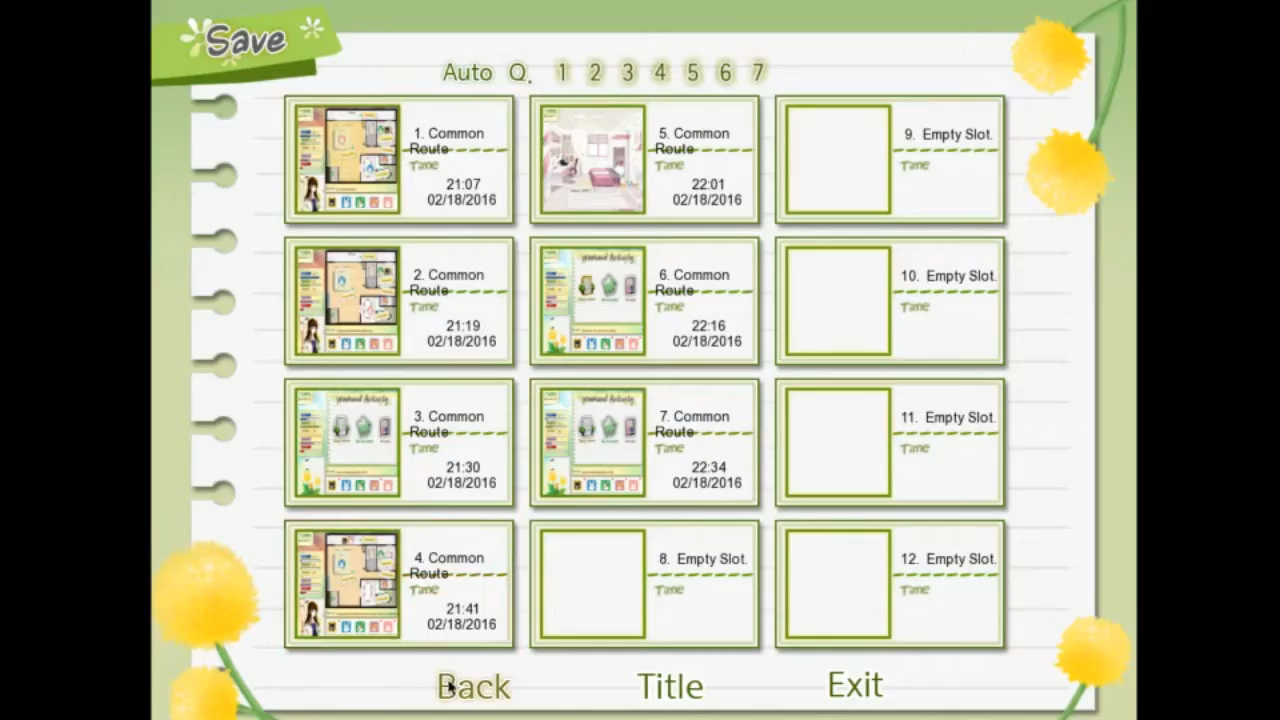 Save
Auto Q. 1 2 3 4 5 6 7
1. Common
Route
Time
21:07
02/18/2016
5. Common
Route
Time
22:01
02/18/2016
9. Empty Slot.
Time
2. Common
Route
Time
21:19
02/18/2016
6. Common
Route
Time
22:16
02/18/2016
10. Empty Slot.
Time
3. Common
Route
Time
21:30
02/18/2016
7. Common
Route
Time
22:34
02/18/2016
11. Empty Slot.
Time
4. Common
Route
Time
21:41
02/18/2016
8. Empty Slot.
Time
12. Empty Slot.
Time
Back Title Exit